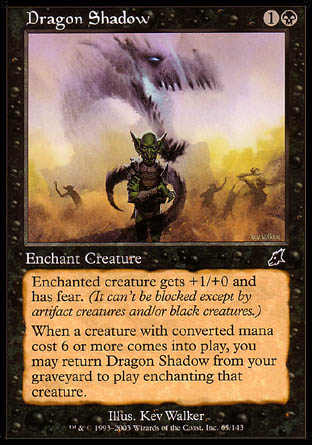 Dragon Shadow 1
Enchant Creature
Enchanted creature gets +1/+0 and
has fear. (It can't be blocked except by
artifact creatures and/or black creatures.)
When a creature with converted mana
cost 6 or more comes into play, you
may return Dragon Shadow from your
graveyard to play enchanting that
creature.
Illus. Kev Walker
™ & © 1993-2003 Wizards of the Coast, Inc. 65/143